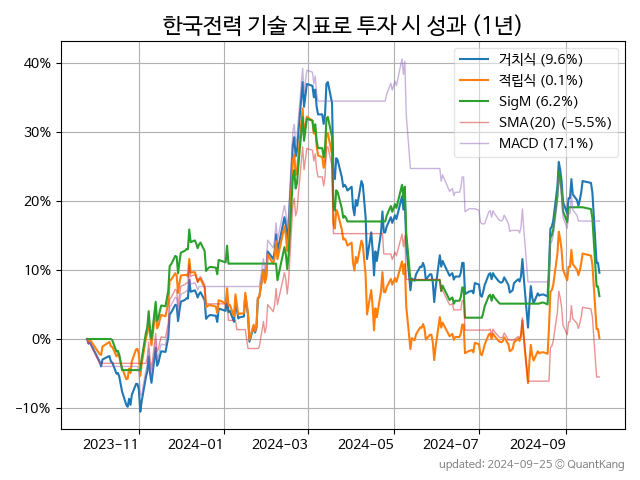 한국전력 기술 지표로 투자 시 성과 (1년)
거치식 (9.6%)
적립식 (0.1%)
SigM (6.2%)
SMA(20) (−5.5%)
MACD (17.1%)
40%
30%
20%
10%
0%
−10%
2023-11 2024-01 2024-03 2024-05 2024-07 2024-09
updated: 2024-09-25 © QuantKang